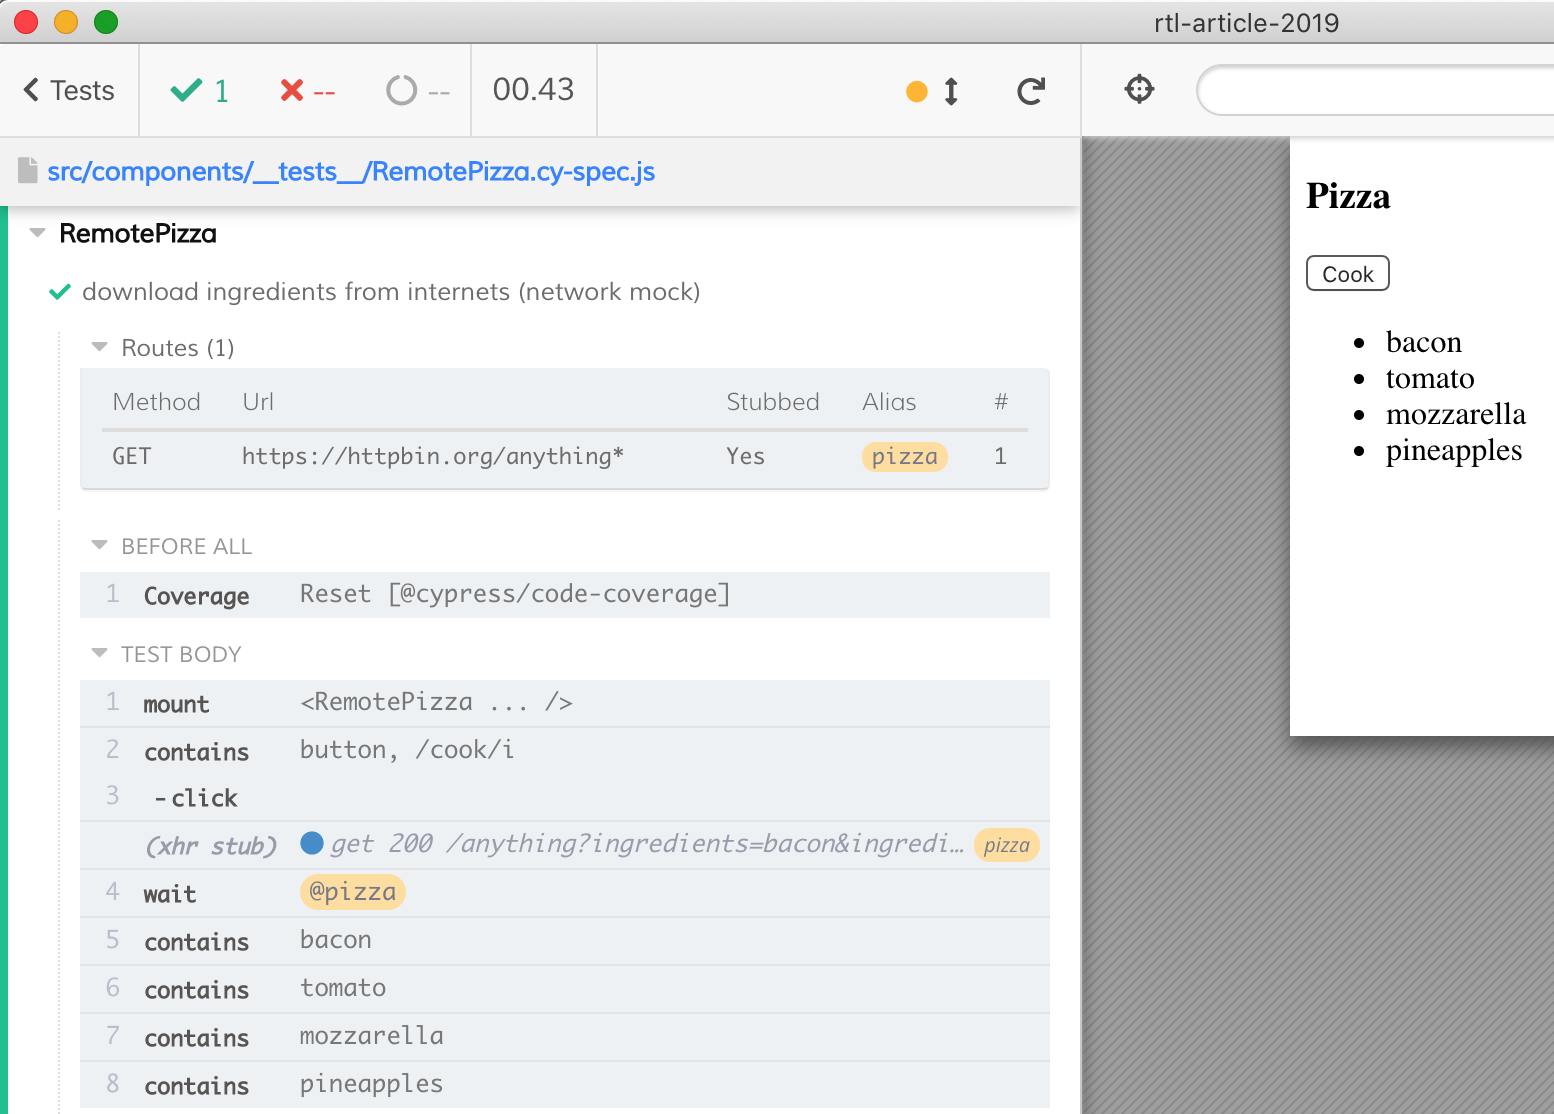 rtl-article-2019
Tests 1 -- -- 00.43
src/components/__tests__/RemotePizza.cy-spec.js
RemotePizza
download ingredients from internets (network mock)
Routes (1)
Method Url Stubbed Alias #
GET https://httpbin.org/anything* Yes pizza 1
BEFORE ALL
1 Coverage Reset [@cypress/code-coverage]
TEST BODY
1 mount <RemotePizza ... />
2 contains button, /cook/i
3 -click
(xhr stub) get 200 /anything?ingredients=bacon&ingredi… pizza
4 wait @pizza
5 contains bacon
6 contains tomato
7 contains mozzarella
8 contains pineapples
Pizza
Cook
• bacon
• tomato
• mozzarella
• pineapples